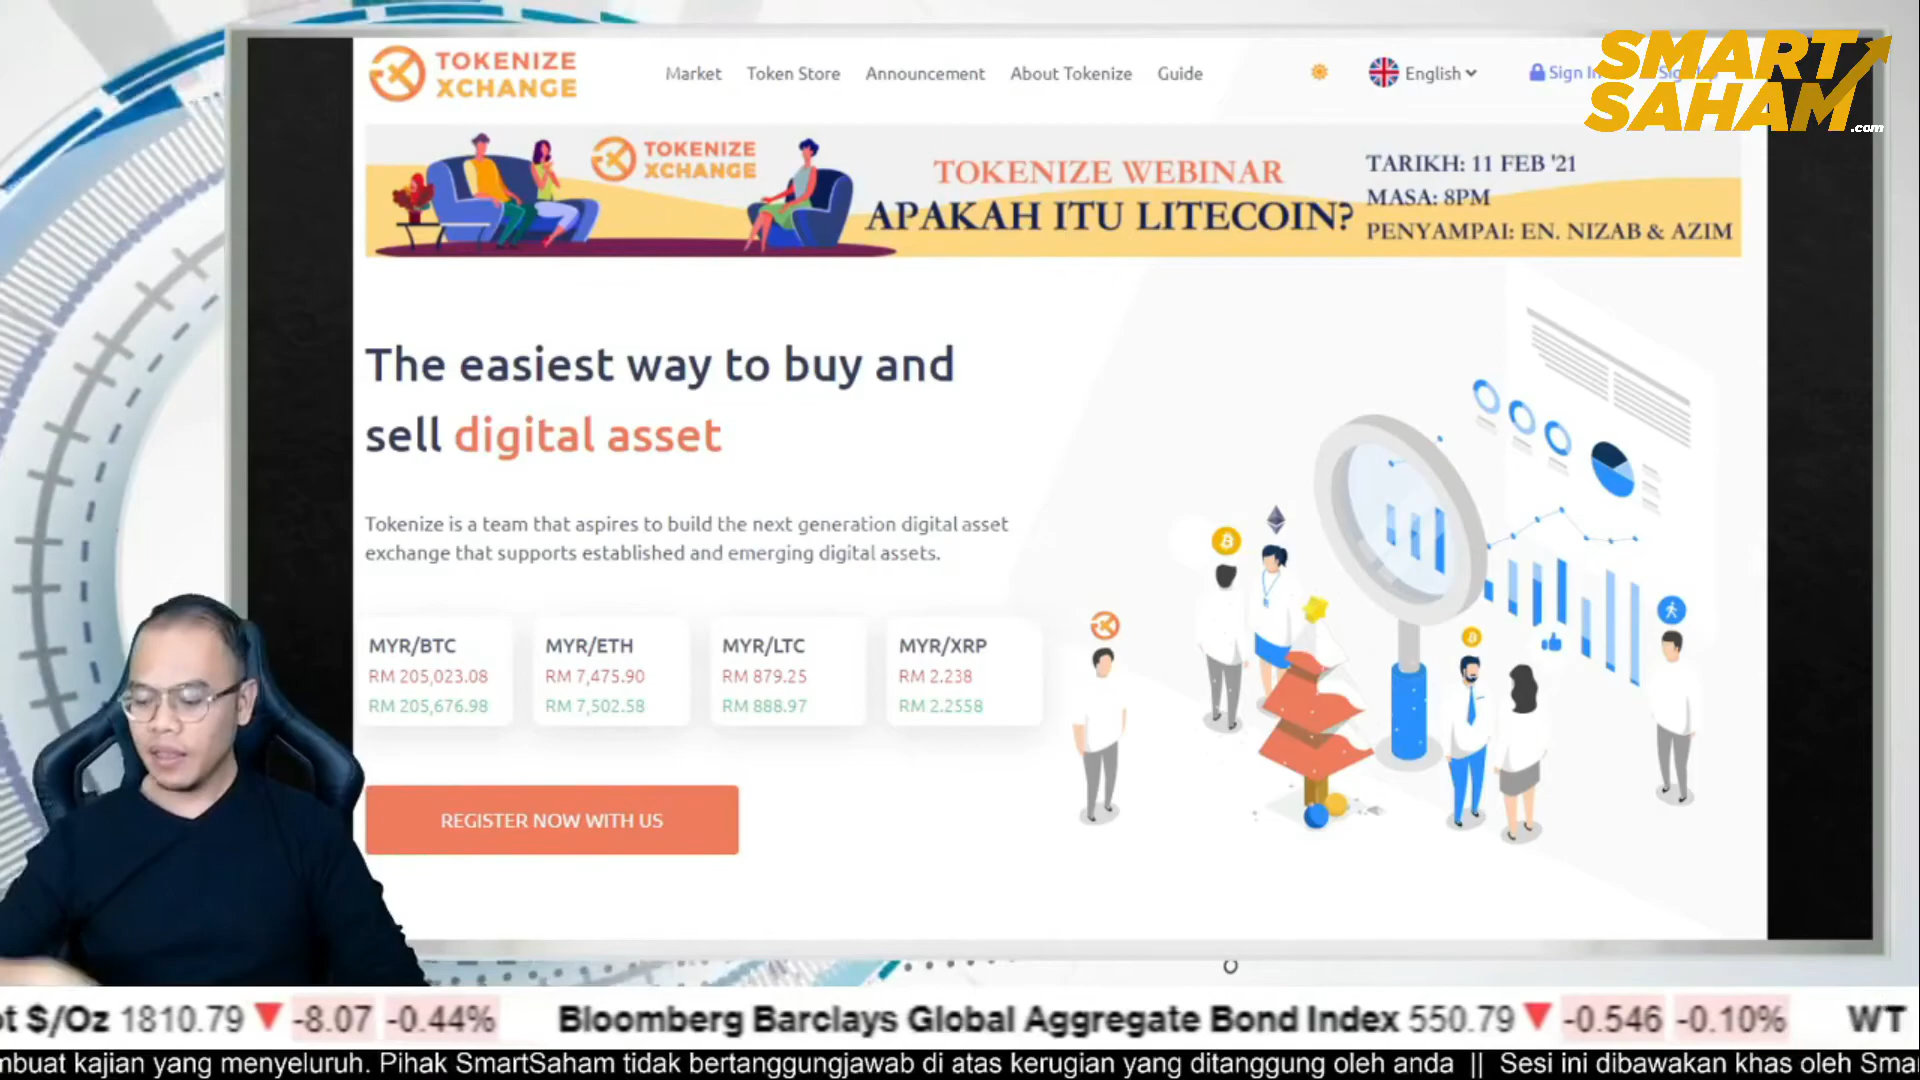 TOKENIZE
XCHANGE
Market Token Store Announcement About Tokenize Guide
English
Sign In
SMART
SAHAM
.com
TOKENIZE
XCHANGE
TOKENIZE WEBINAR
APAKAH ITU LITECOIN?
TARIKH: 11 FEB '21
MASA: 8PM
PENYAMPAI: EN. NIZAB & AZIM
The easiest way to buy and
sell digital asset
Tokenize is a team that aspires to build the next generation digital asset
exchange that supports established and emerging digital assets.
MYR/BTC
RM 205,023.08
RM 205,676.98
MYR/ETH
RM 7,475.90
RM 7,502.58
MYR/LTC
RM 879.25
RM 888.97
MYR/XRP
RM 2.238
RM 2.2558
REGISTER NOW WITH US
ot $/Oz 1810.79 ▼ -8.07 -0.44% Bloomberg Barclays Global Aggregate Bond Index 550.79 ▼ -0.546 -0.10% WT
mbuat kajian yang menyeluruh. Pihak SmartSaham tidak bertanggungjawab di atas kerugian yang ditanggung oleh anda || Sesi ini dibawakan khas oleh Smar